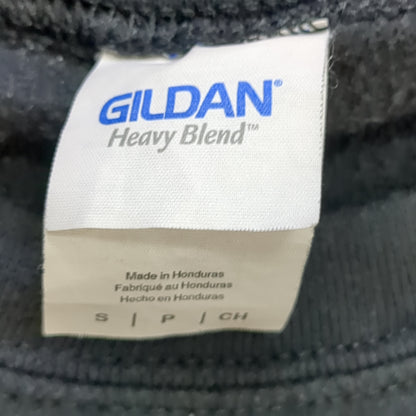 GILDAN®
Heavy Blend™
Made in Honduras
Fabriqué au Honduras
Hecho en Honduras
S | P | CH